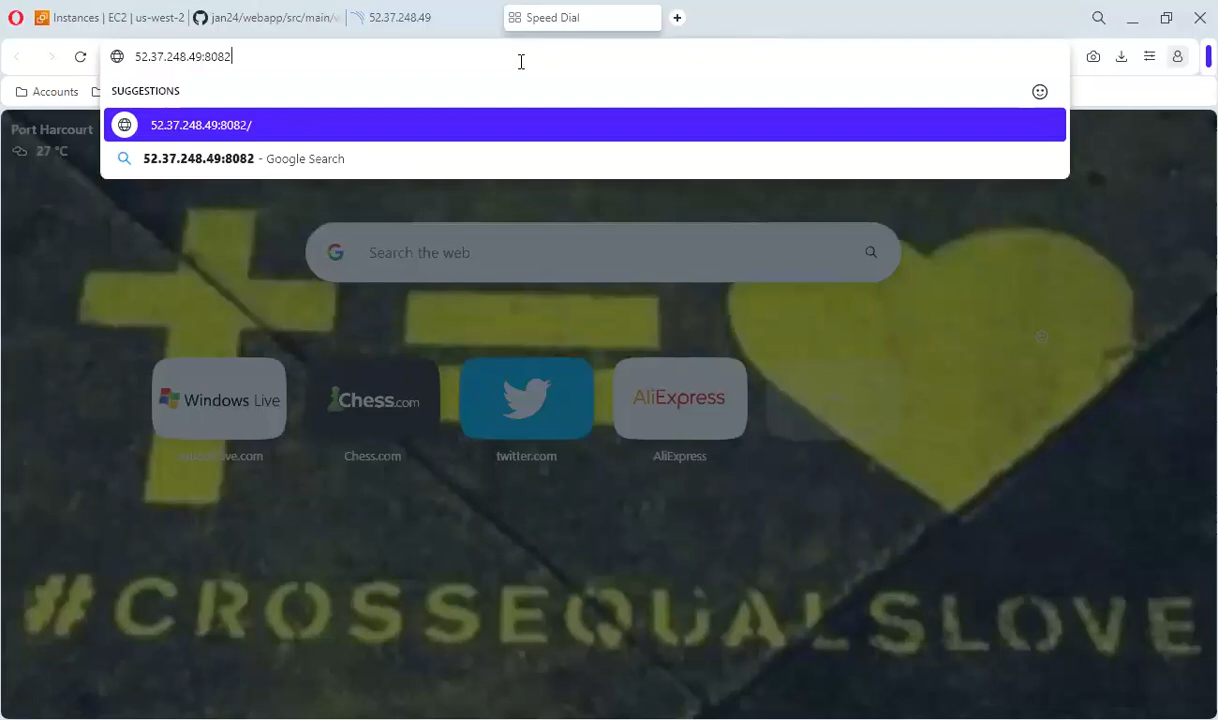 Instances | EC2 | us-west-2
jan24/webapp/src/main/w
52.37.248.49
Speed Dial
52.37.248.49:8082
Accounts
SUGGESTIONS
52.37.248.49:8082/
52.37.248.49:8082 - Google Search
Port Harcourt
27 °C
Search the web
Windows Live
Chess.com
AliExpress
Chess.com
twitter.com
AliExpress
#CROSSEQUALSLOVE